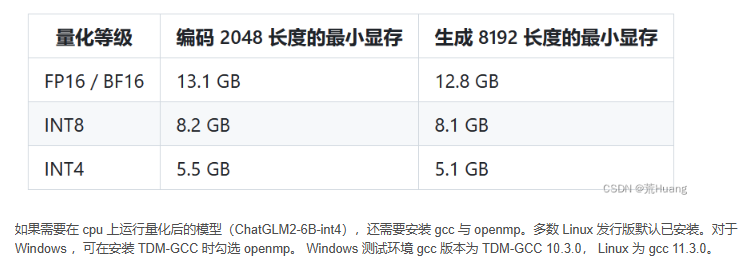 量化等级 编码 2048 长度的最小显存 生成 8192 长度的最小显存
FP16 / BF16 13.1 GB 12.8 GB
INT8 8.2 GB 8.1 GB
INT4 5.5 GB 5.1 GB
CSDN @荒Huang
如果需要在 cpu 上运行量化后的模型（ChatGLM2-6B-int4），还需要安装 gcc 与 openmp。多数 Linux 发行版默认已安装。对于
Windows ，可在安装 TDM-GCC 时勾选 openmp。 Windows 测试环境 gcc 版本为 TDM-GCC 10.3.0， Linux 为 gcc 11.3.0。